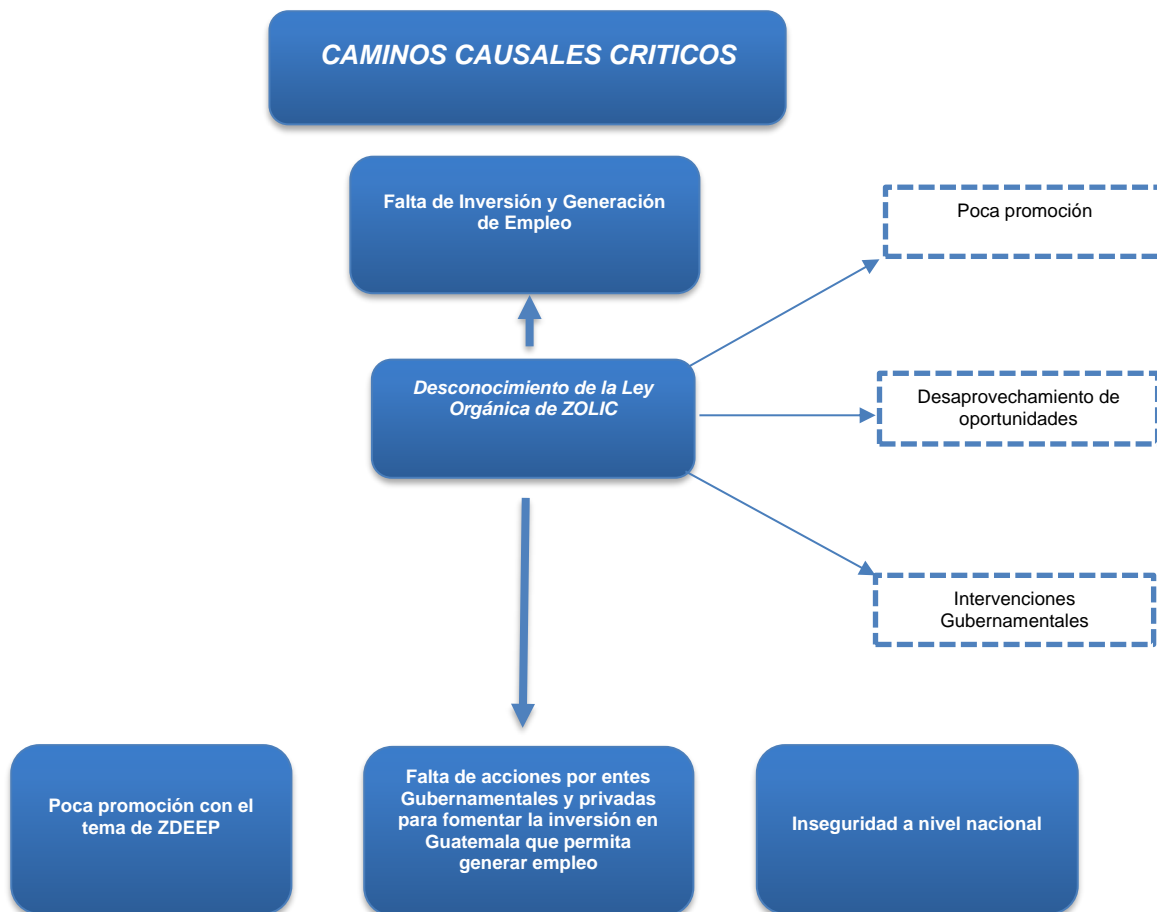 CAMINOS CAUSALES CRITICOS
Falta de Inversión y Generación
de Empleo
Poca promoción
Desconocimiento de la Ley
Orgánica de ZOLIC
Desaprovechamiento de
oportunidades
Intervenciones
Gubernamentales
Poca promoción con el
tema de ZDEEP
Falta de acciones por entes
Gubernamentales y privadas
para fomentar la inversión en
Guatemala que permita
generar empleo
Inseguridad a nivel nacional